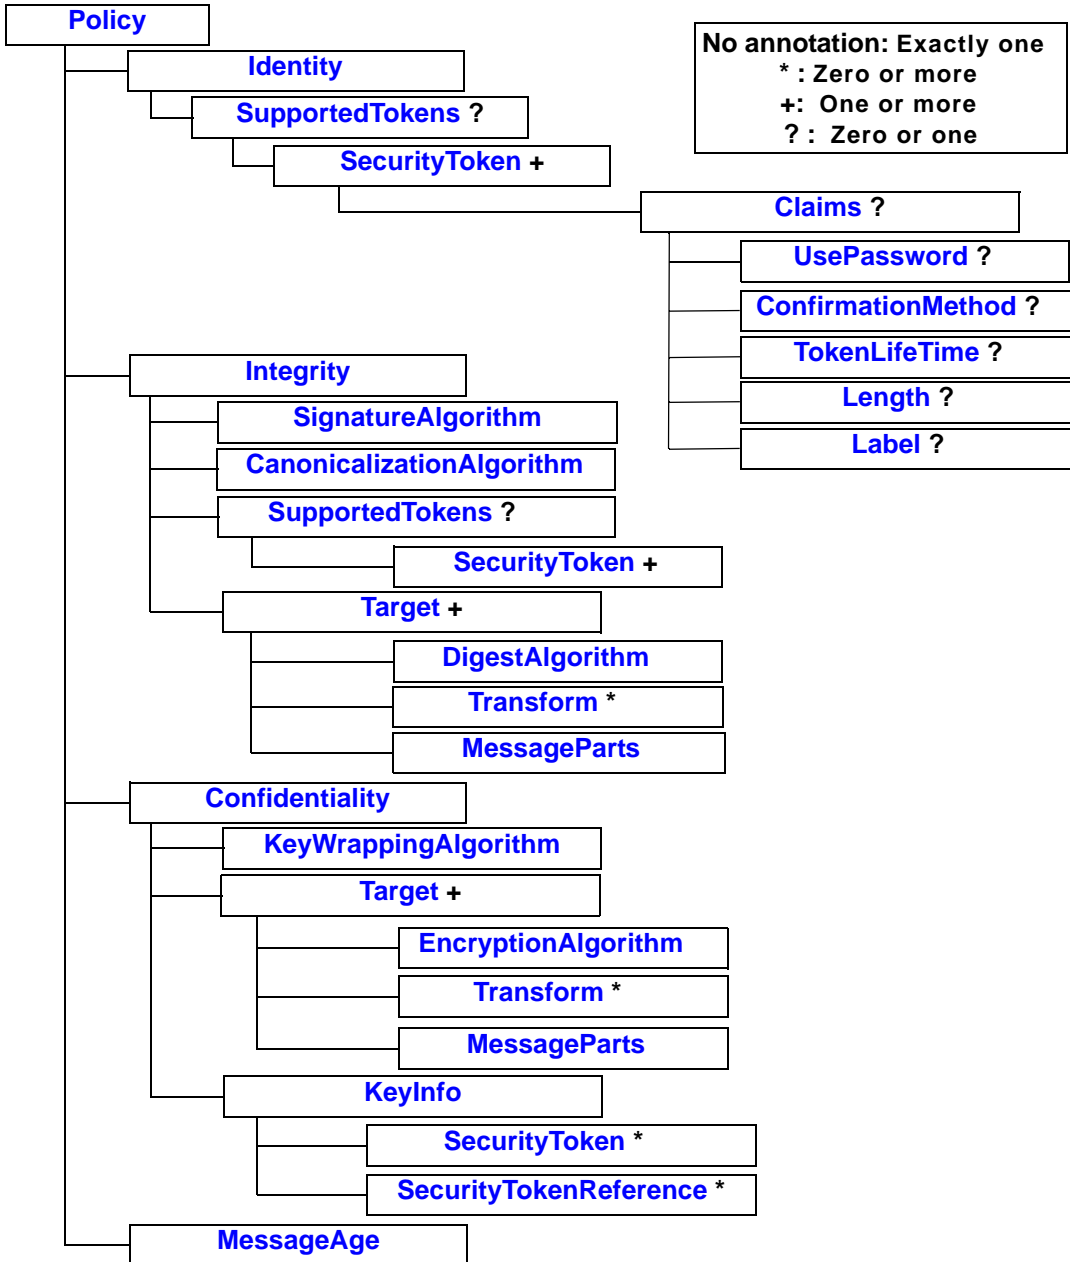 Policy
No annotation: Exactly one
* : Zero or more
+: One or more
? : Zero or one
Identity
SupportedTokens ?
SecurityToken +
Claims ?
UsePassword ?
ConfirmationMethod ?
TokenLifeTime ?
Length ?
Label ?
Integrity
SignatureAlgorithm
CanonicalizationAlgorithm
SupportedTokens ?
SecurityToken +
Target +
DigestAlgorithm
Transform *
MessageParts
Confidentiality
KeyWrappingAlgorithm
Target +
EncryptionAlgorithm
Transform *
MessageParts
KeyInfo
SecurityToken *
SecurityTokenReference *
MessageAge